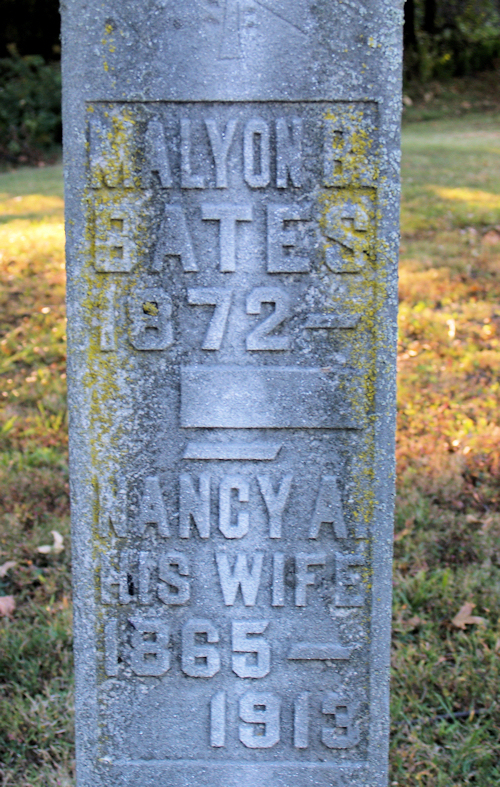 MALYON B.
BATES
1872–
NANCY A.
HIS WIFE
1865–
1913